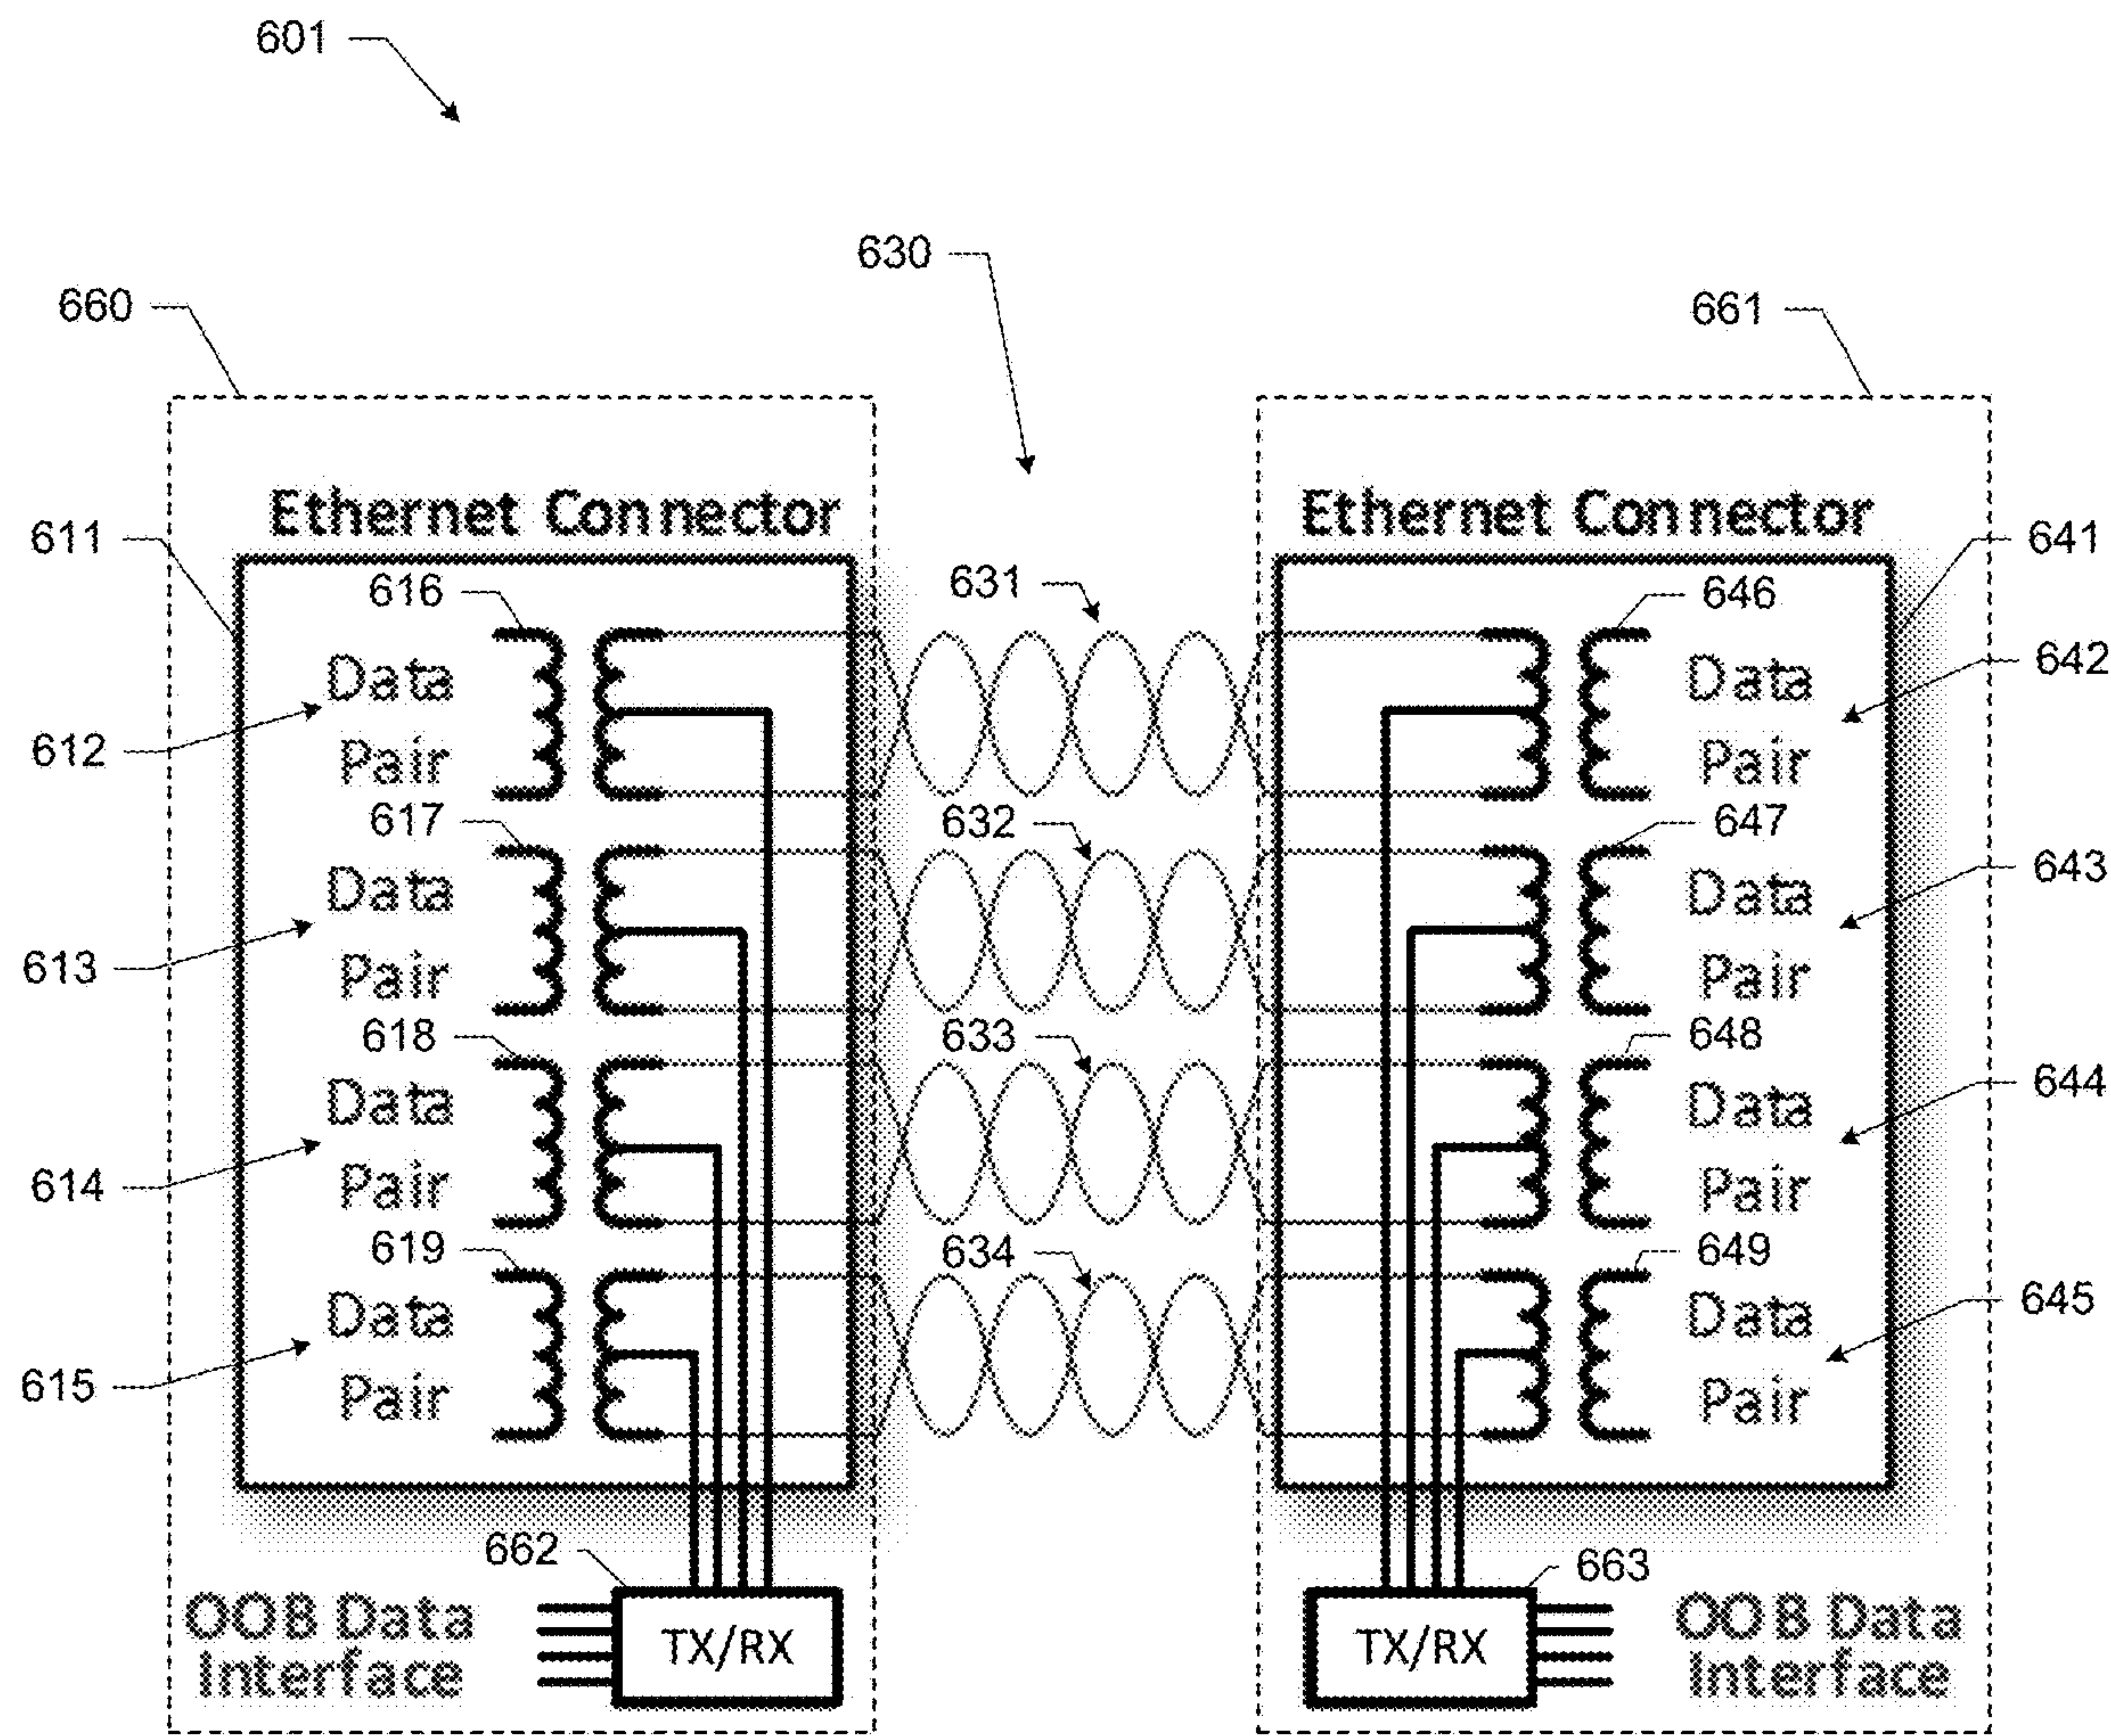 601
630
660
661
Ethernet Connector
Ethernet Connector
611
641
616
631
646
Data
Pair
612
Data
Pair
642
617
632
647
Data
Pair
613
Data
Pair
643
618
633
648
Data
Pair
614
Data
Pair
644
619
634
649
Data
Pair
615
Data
Pair
645
662
663
OOB Data
Interface
TX/RX
TX/RX
OOB Data
Interface